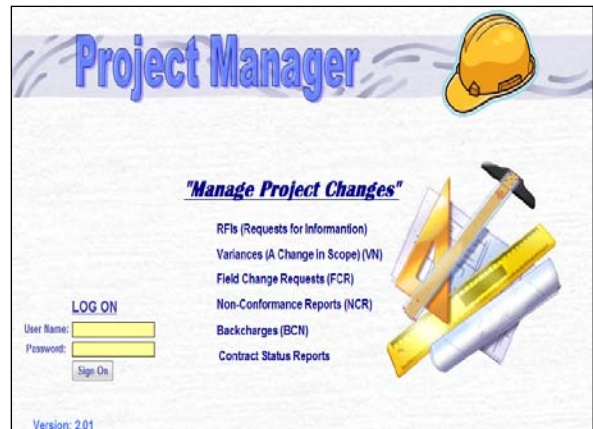 Project Manager
"Manage Project Changes"
RFIs (Requests for Informantion)
Variances (A Change in Scope) (VN)
Field Change Requests (FCR)
Non-Conformance Reports (NCR)
Backcharges (BCN)
Contract Status Reports
LOG ON
User Name:
Password:
Sign On
Version: 2.01